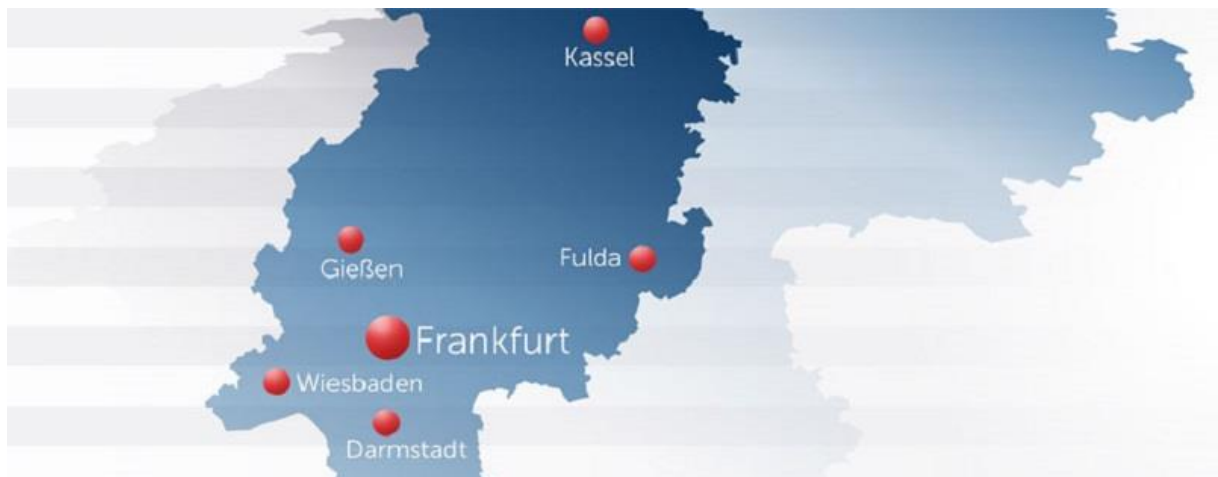 Kassel
Gießen
Fulda
Frankfurt
Wiesbaden
Darmstadt